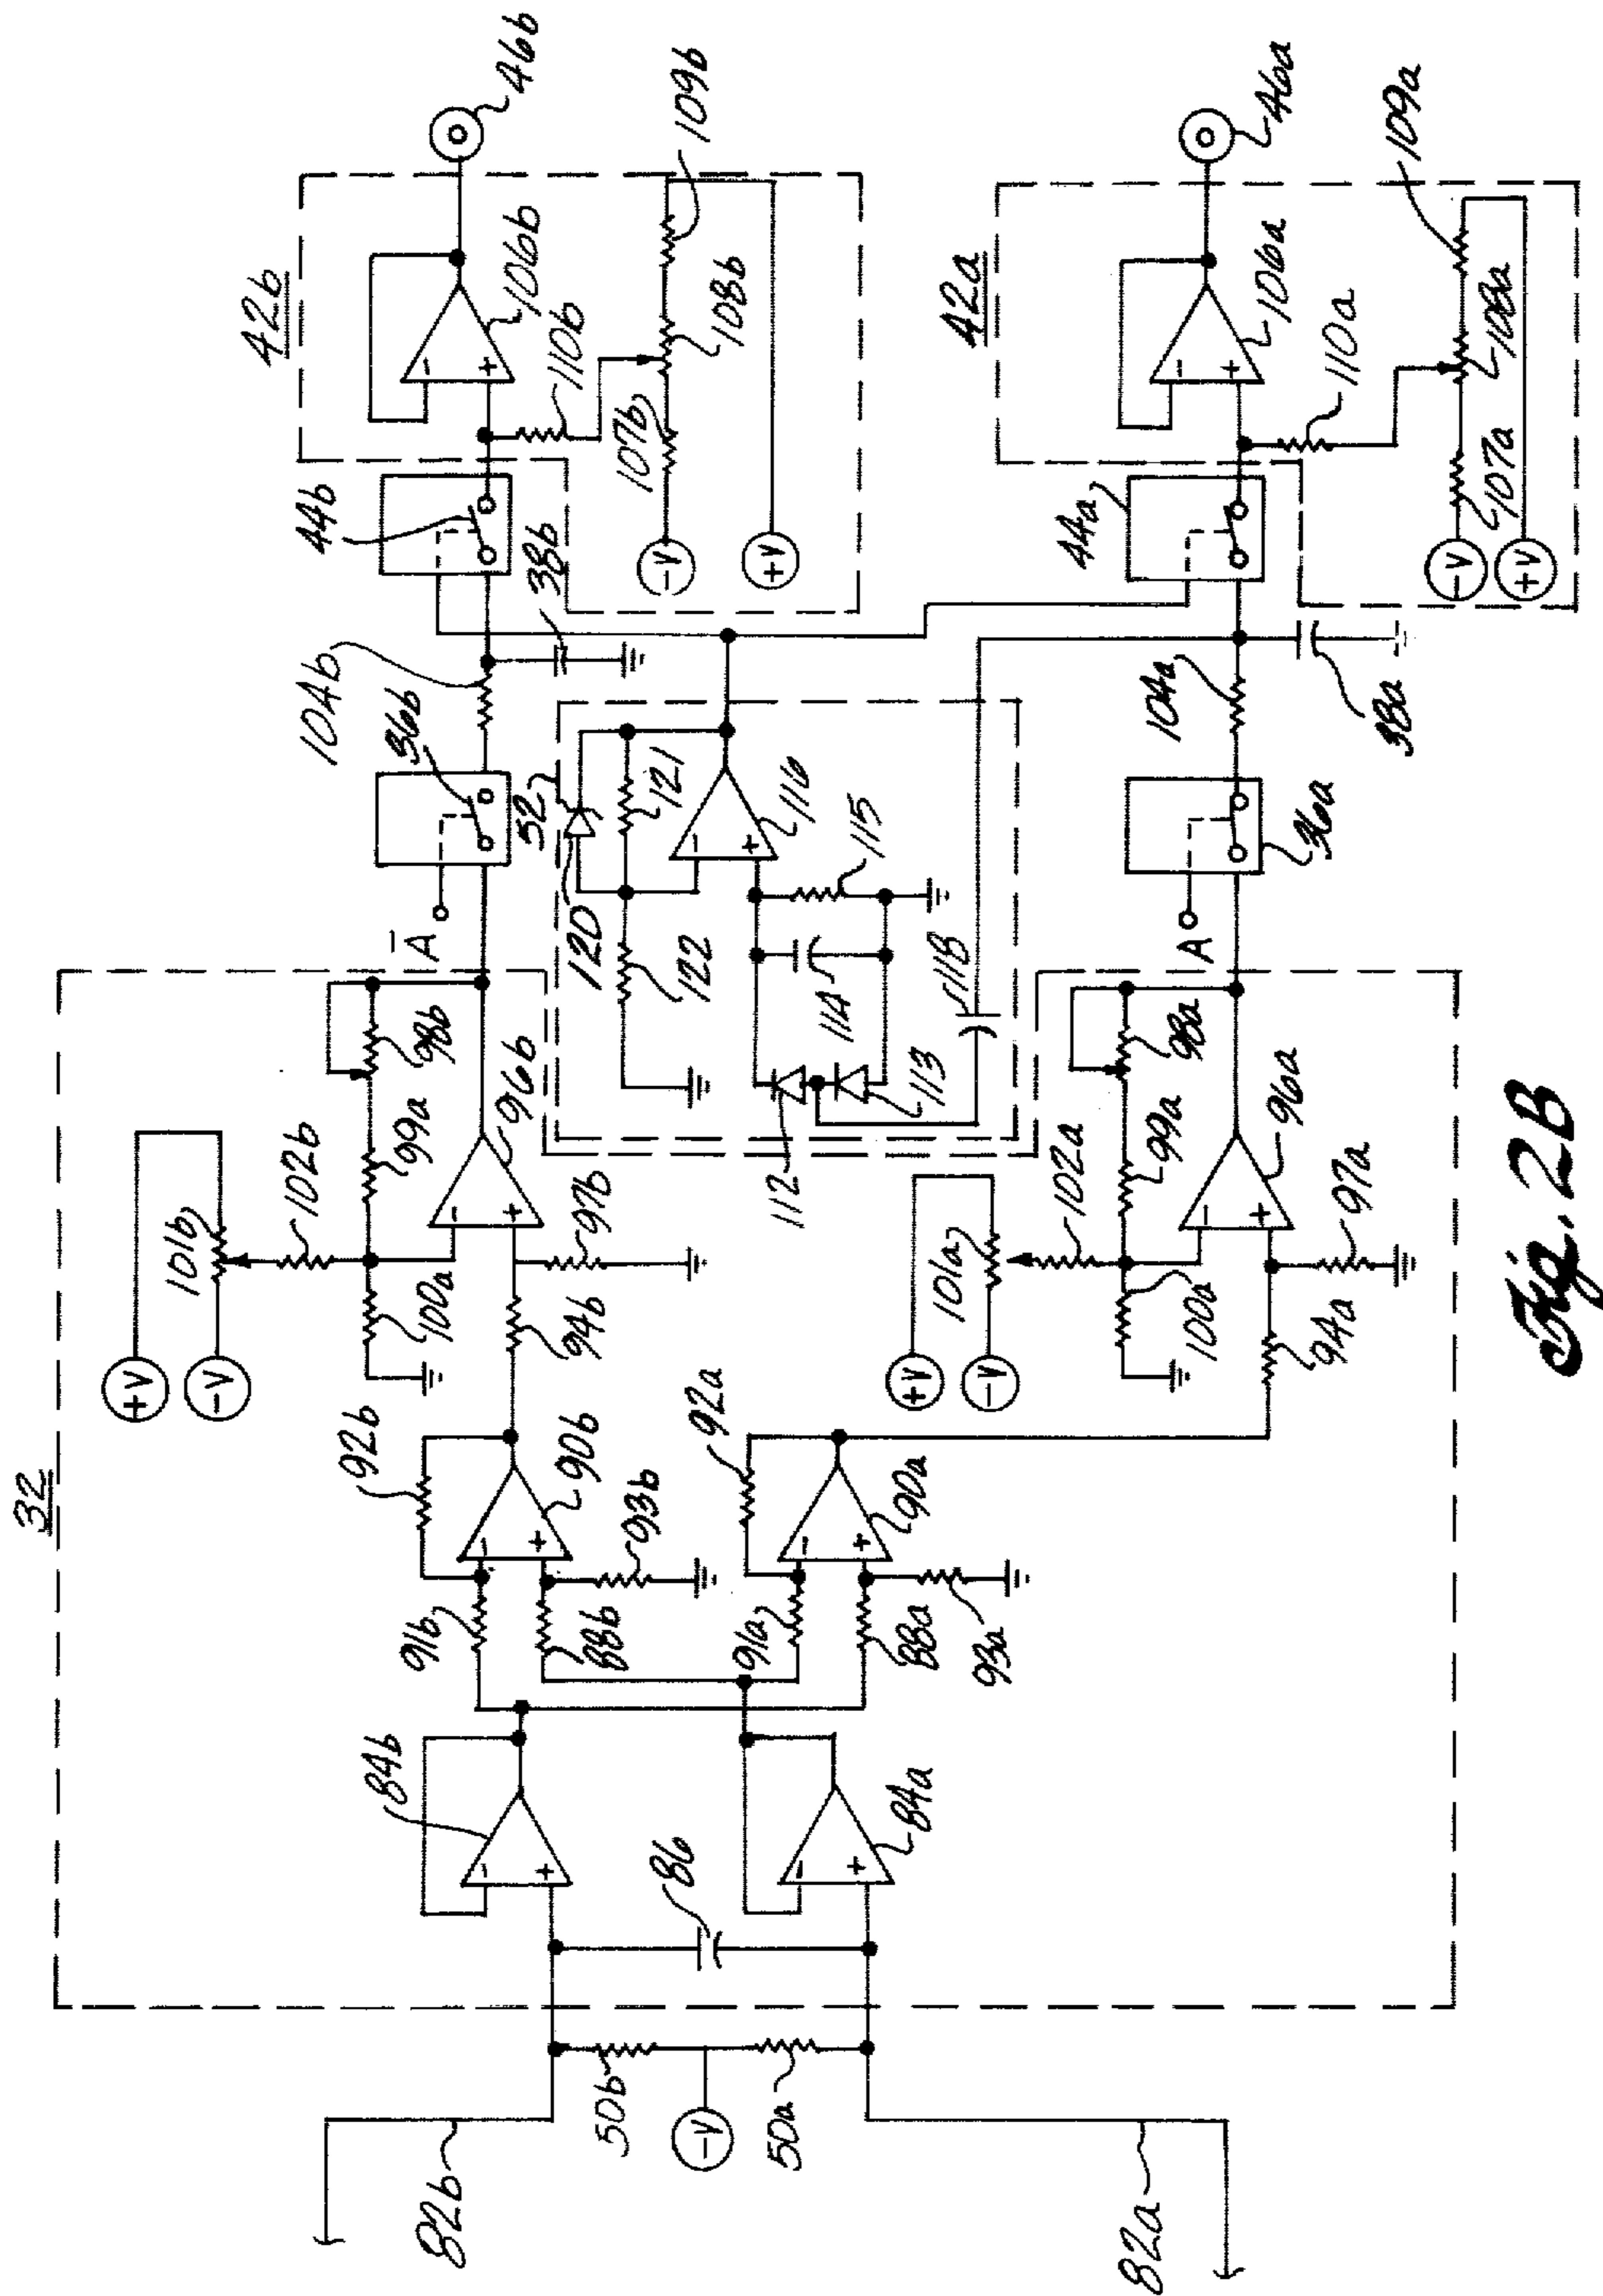 32
+V
-V
101b
102b
100a
99a
98b
96b
97b
94b
92b
90b
91b
88b
93b
84b
82b
50b
-V
50a
82a
86
84a
91a
88a
93a
92a
90a
+V
-V
101a
102a
100a
99a
98a
96a
97a
94a
Ā
36b
104b
38b
44b
42b
106b
110b
107b
108b
109b
-V
+V
46b
52
120
121
122
116
115
114
112
113
118
A
36a
104a
38a
44a
42a
106a
110a
107a
108a
109a
-V
+V
46a
- + - + - + - + - + - + - + - + - +
Fig. 2B